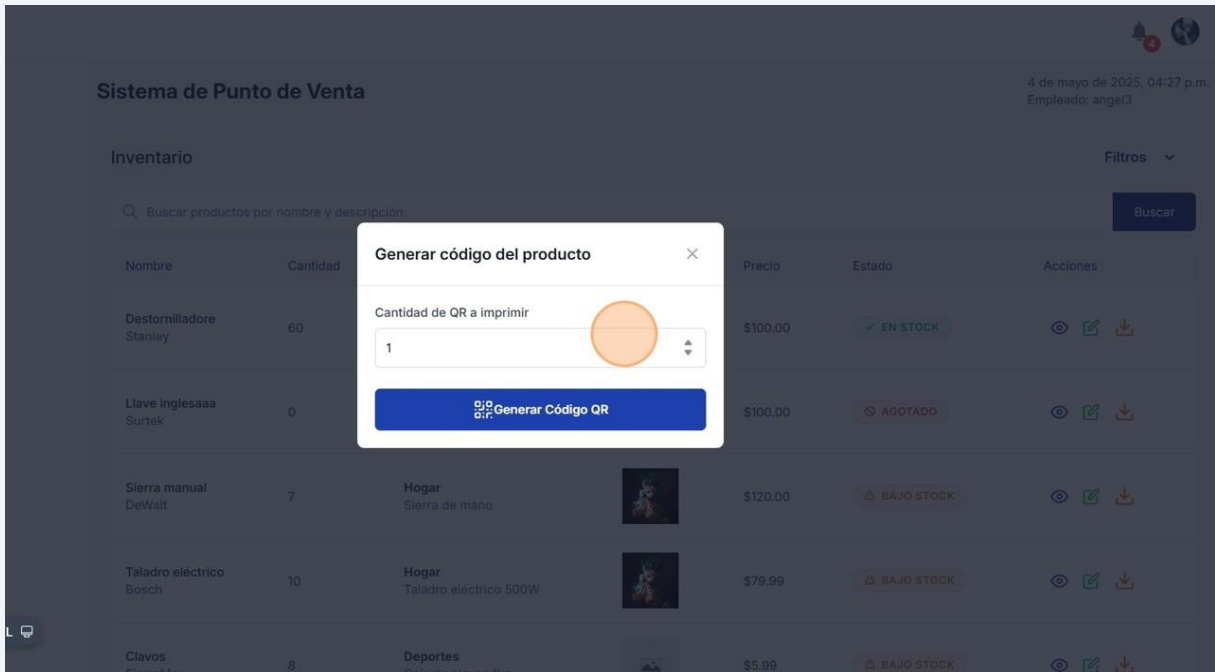 4
Sistema de Punto de Venta
4 de mayo de 2025, 04:27 p.m.
Empleado: angel3
Inventario
Filtros
Buscar productos por nombre y descripción
Buscar
Generar código del producto
Nombre Cantidad Precio Estado Acciones
Cantidad de QR a imprimir
1
Generar Código QR
Destornilladore
Stanley
60 $100.00 EN STOCK
Llave inglesaaa
Surtek
0 $100.00 AGOTADO
Sierra manual
DeWalt
7
Hogar
Sierra de mano
$120.00 BAJO STOCK
Taladro eléctrico
Bosch
10
Hogar
Taladro eléctrico 500W
$79.99 BAJO STOCK
L
Clavos
8
Deportes
$5.99 BAJO STOCK